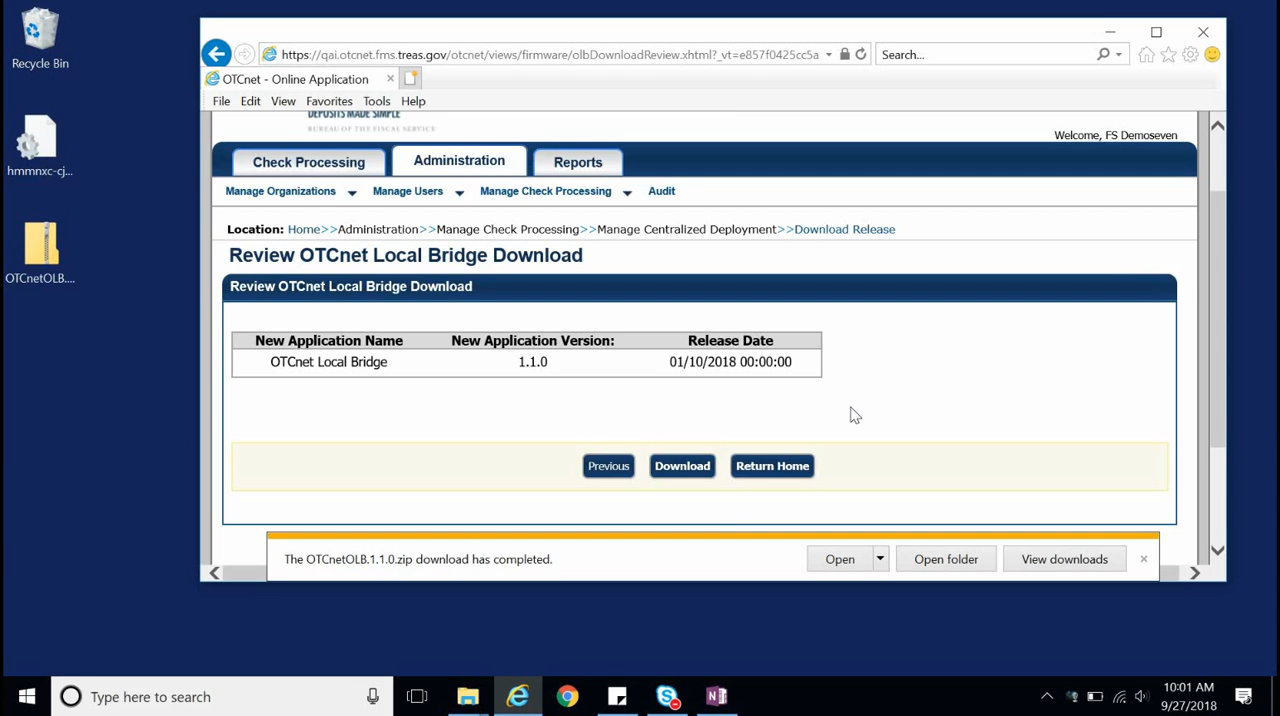 Recycle Bin
hmmnxc-cj...
OTCnetOLB....
https://qai.otcnet.fms.treas.gov/otcnet/views/firmware/olbDownloadReview.xhtml?_vt=e857f0425cc5a
Search...
OTCnet - Online Application
File Edit View Favorites Tools Help
DEPOSITS MADE SIMPLE
BUREAU OF THE FISCAL SERVICE
Welcome, FS Demoseven
Check Processing Administration Reports
Manage Organizations Manage Users Manage Check Processing Audit
Location: Home>>Administration>>Manage Check Processing>>Manage Centralized Deployment>>Download Release
Review OTCnet Local Bridge Download
Review OTCnet Local Bridge Download
New Application Name New Application Version: Release Date
OTCnet Local Bridge 1.1.0 01/10/2018 00:00:00
Previous Download Return Home
The OTCnetOLB.1.1.0.zip download has completed.
Open Open folder View downloads
Type here to search
10:01 AM
9/27/2018